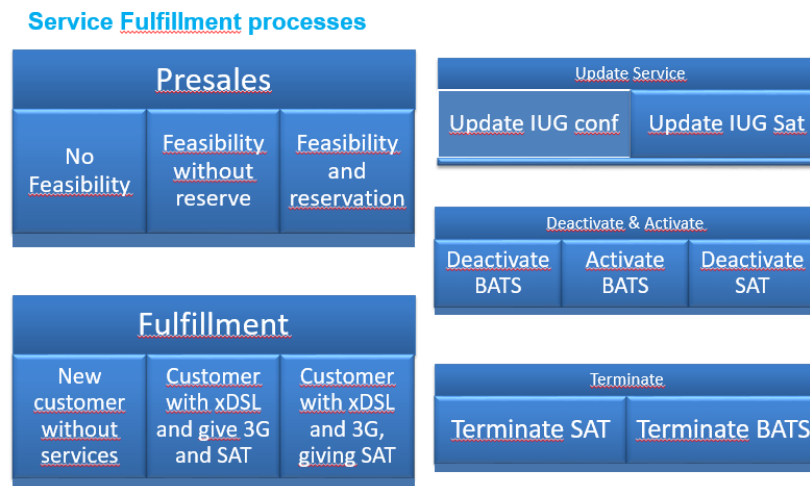 Service Fulfillment processes
Presales
No
Feasibility
Feasibility
without
reserve
Feasibility
and
reservation
Update Service
Update IUG conf
Update IUG Sat
Deactivate & Activate
Deactivate
BATS
Activate
BATS
Deactivate
SAT
Fulfillment
New
customer
without
services
Customer
with xDSL
and give 3G
and SAT
Customer
with xDSL
and 3G,
giving SAT
Terminate
Terminate SAT
Terminate BATS